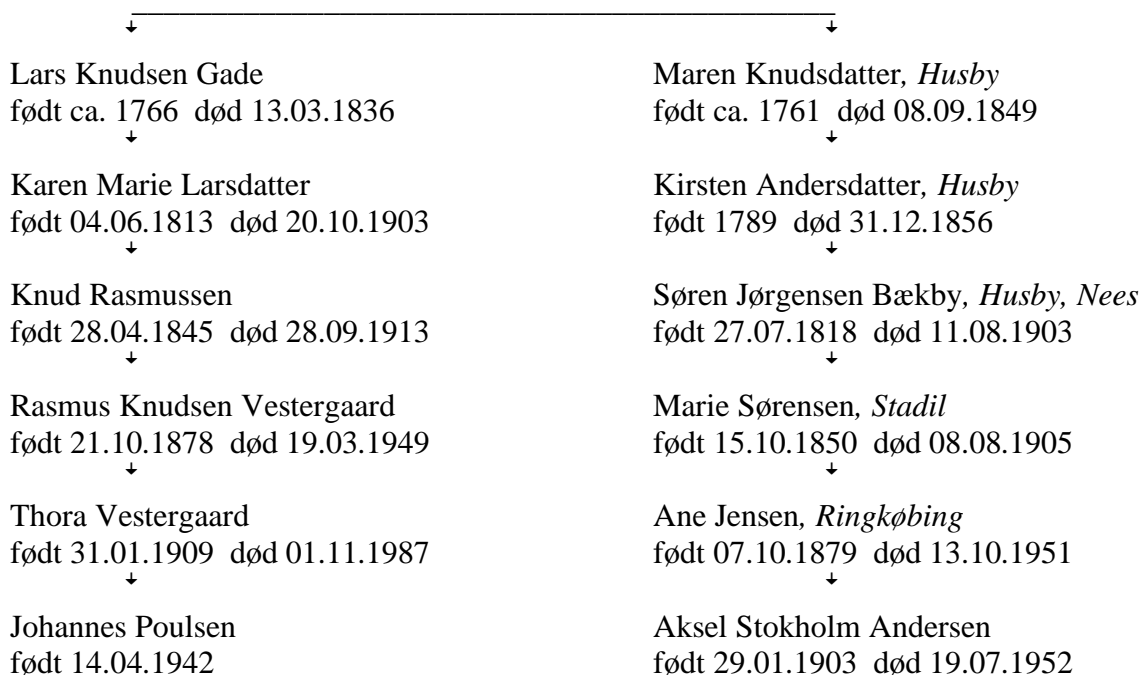 Lars Knudsen Gade
født ca. 1766 død 13.03.1836
Karen Marie Larsdatter
født 04.06.1813 død 20.10.1903
Knud Rasmussen
født 28.04.1845 død 28.09.1913
Rasmus Knudsen Vestergaard
født 21.10.1878 død 19.03.1949
Thora Vestergaard
født 31.01.1909 død 01.11.1987
Johannes Poulsen
født 14.04.1942
Maren Knudsdatter, Husby
født ca. 1761 død 08.09.1849
Kirsten Andersdatter, Husby
født 1789 død 31.12.1856
Søren Jørgensen Bækby, Husby, Nees
født 27.07.1818 død 11.08.1903
Marie Sørensen, Stadil
født 15.10.1850 død 08.08.1905
Ane Jensen, Ringkøbing
født 07.10.1879 død 13.10.1951
Aksel Stokholm Andersen
født 29.01.1903 død 19.07.1952